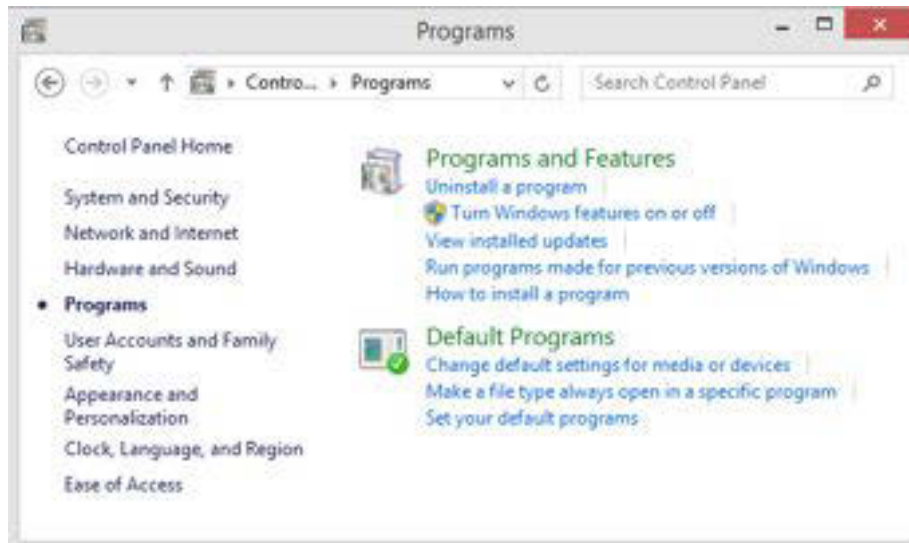 Programs
Contro... Programs
Search Control Panel
Control Panel Home
System and Security
Network and Internet
Hardware and Sound
Programs
User Accounts and Family
Safety
Appearance and
Personalization
Clock, Language, and Region
Ease of Access
Programs and Features
Uninstall a program
Turn Windows features on or off
View installed updates
Run programs made for previous versions of Windows
How to install a program
Default Programs
Change default settings for media or devices
Make a file type always open in a specific program
Set your default programs